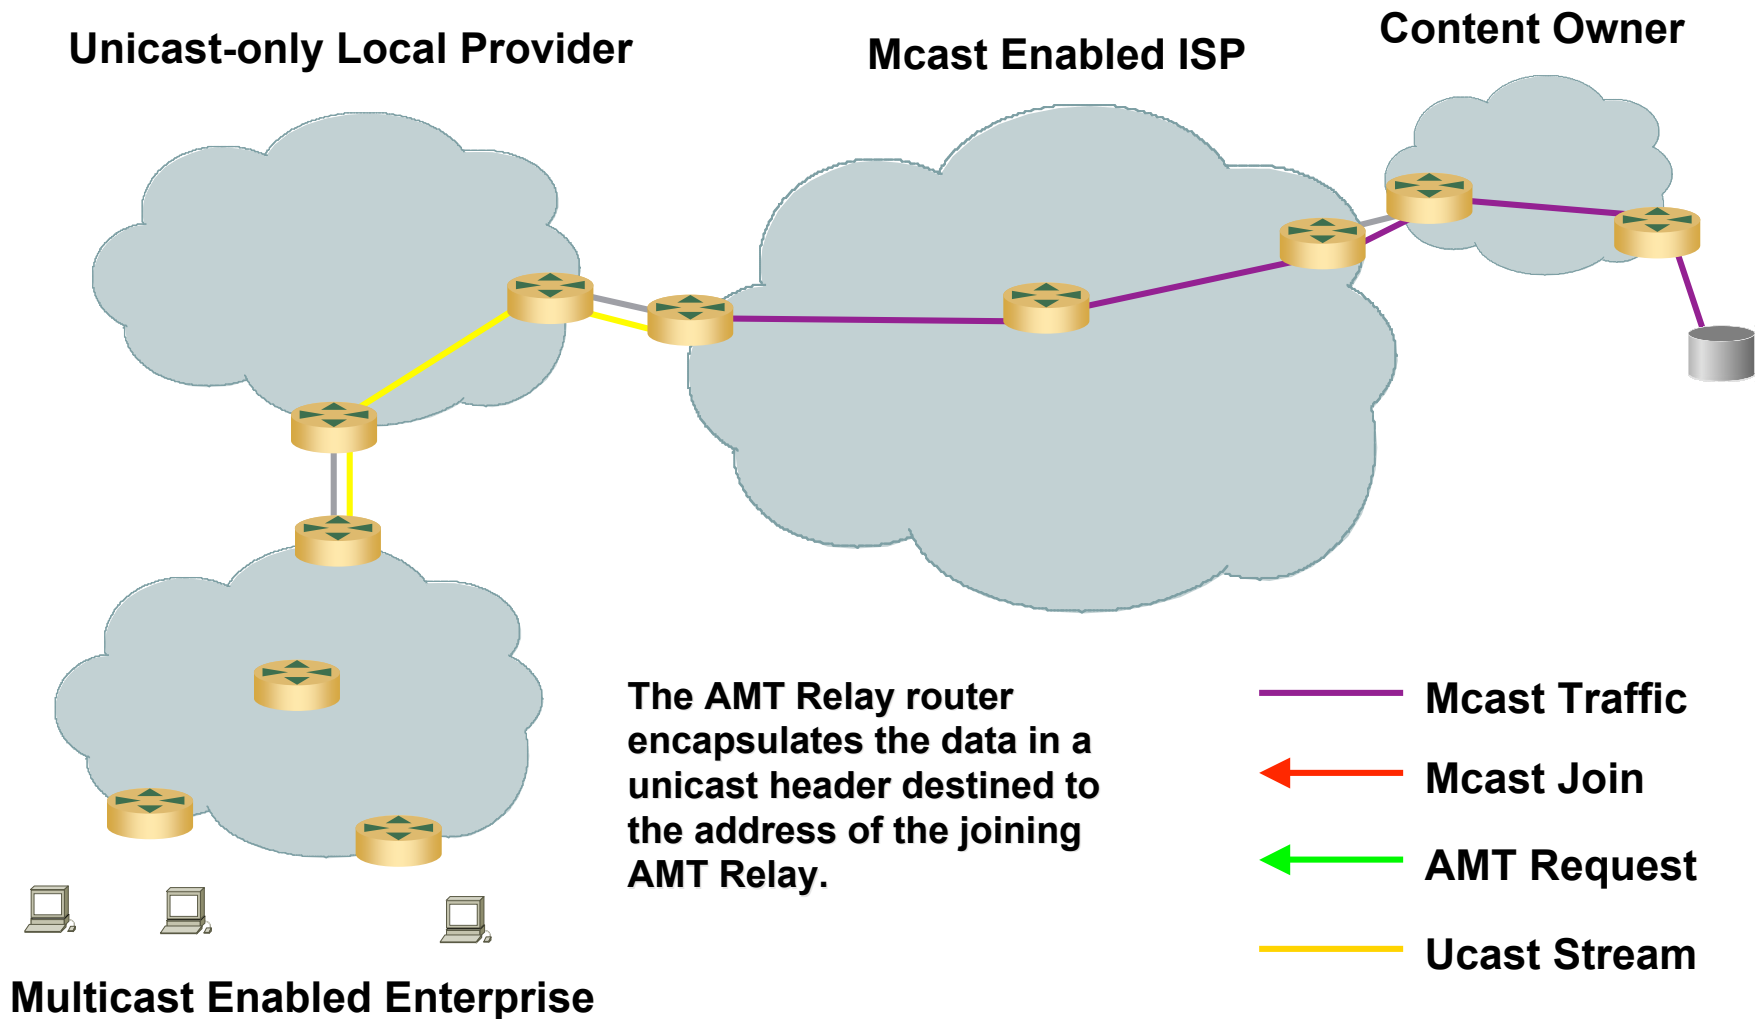 Unicast-only Local Provider
Mcast Enabled ISP
Content Owner
The AMT Relay router
encapsulates the data in a
unicast header destined to
the address of the joining
AMT Relay.
Mcast Traffic
Mcast Join
AMT Request
Ucast Stream
Multicast Enabled Enterprise